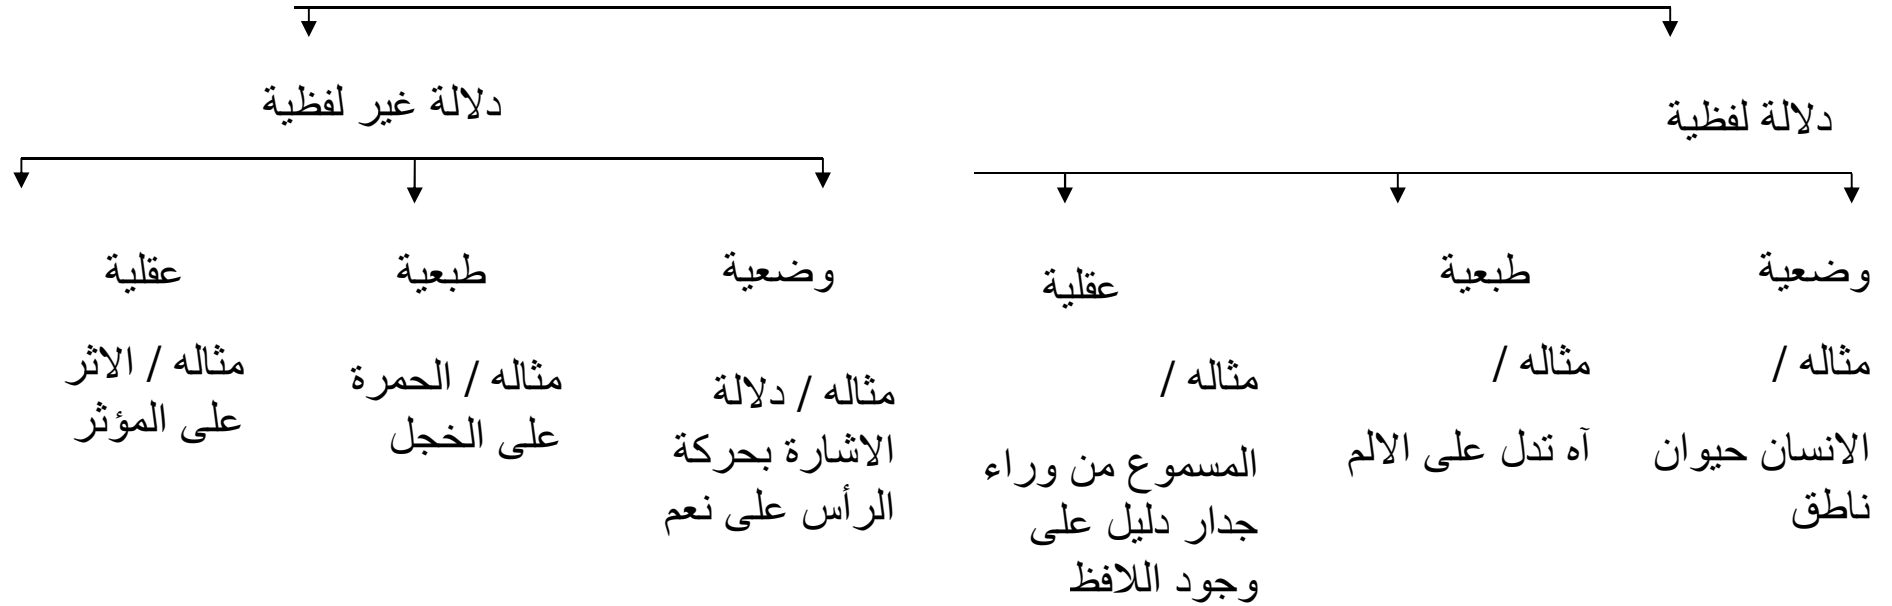 دلالة لفظية
دلالة غير لفظية
وضعية
طبعية
عقلية
وضعية
طبعية
عقلية
مثاله /
الانسان حيوان
ناطق
مثاله /
آه تدل على الالم
مثاله /
المسموع من وراء
جدار دليل على
وجود اللافظ
مثاله / دلالة
الاشارة بحركة
الرأس على نعم
مثاله / الحمرة
على الخجل
مثاله / الاثر
على المؤثر